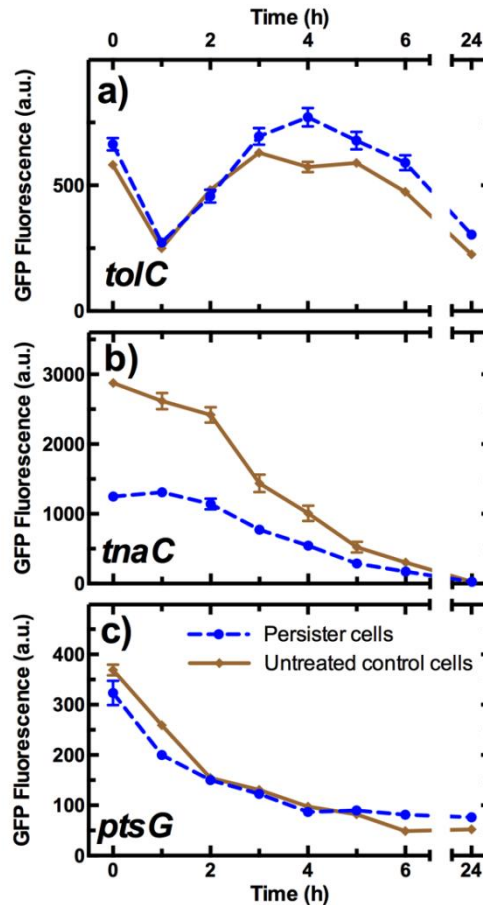 Time (h)
0 2 4 6 24
a)
GFP Fluorescence (a.u.)
500
0
tolC
b)
GFP Fluorescence (a.u.)
3000
2000
1000
0
tnaC
c)
GFP Fluorescence (a.u.)
Persister cells
Untreated control cells
400
300
200
100
0
ptsG
0 2 4 6 24
Time (h)